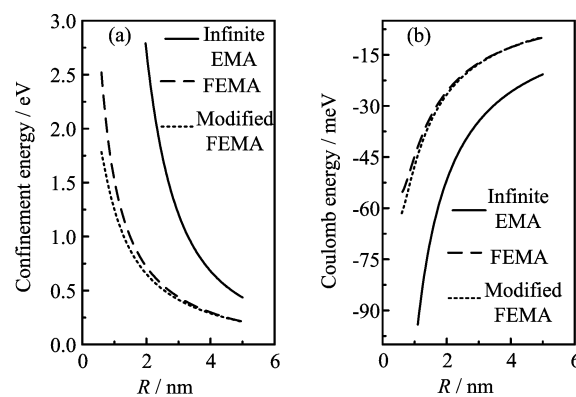 (a)
Infinite
EMA
FEMA
Modified
FEMA
Confinement energy / eV
3.0
2.5
2.0
1.5
1.0
0.5
0.0
0 2 4 6
R / nm
(b)
Infinite
EMA
FEMA
Modified
FEMA
Coulomb energy / meV
-15
-30
-45
-60
-75
-90
0 2 4 6
R / nm